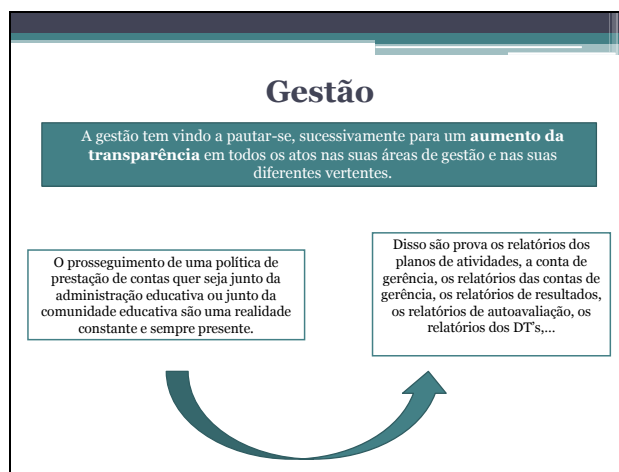 Gestão
A gestão tem vindo a pautar-se, sucessivamente para um aumento da
transparência em todos os atos nas suas áreas de gestão e nas suas
diferentes vertentes.
O prosseguimento de uma política de
prestação de contas quer seja junto da
administração educativa ou junto da
comunidade educativa são uma realidade
constante e sempre presente.
Disso são prova os relatórios dos
planos de atividades, a conta de
gerência, os relatórios das contas de
gerência, os relatórios de resultados,
os relatórios de autoavaliação, os
relatórios dos DT's,...